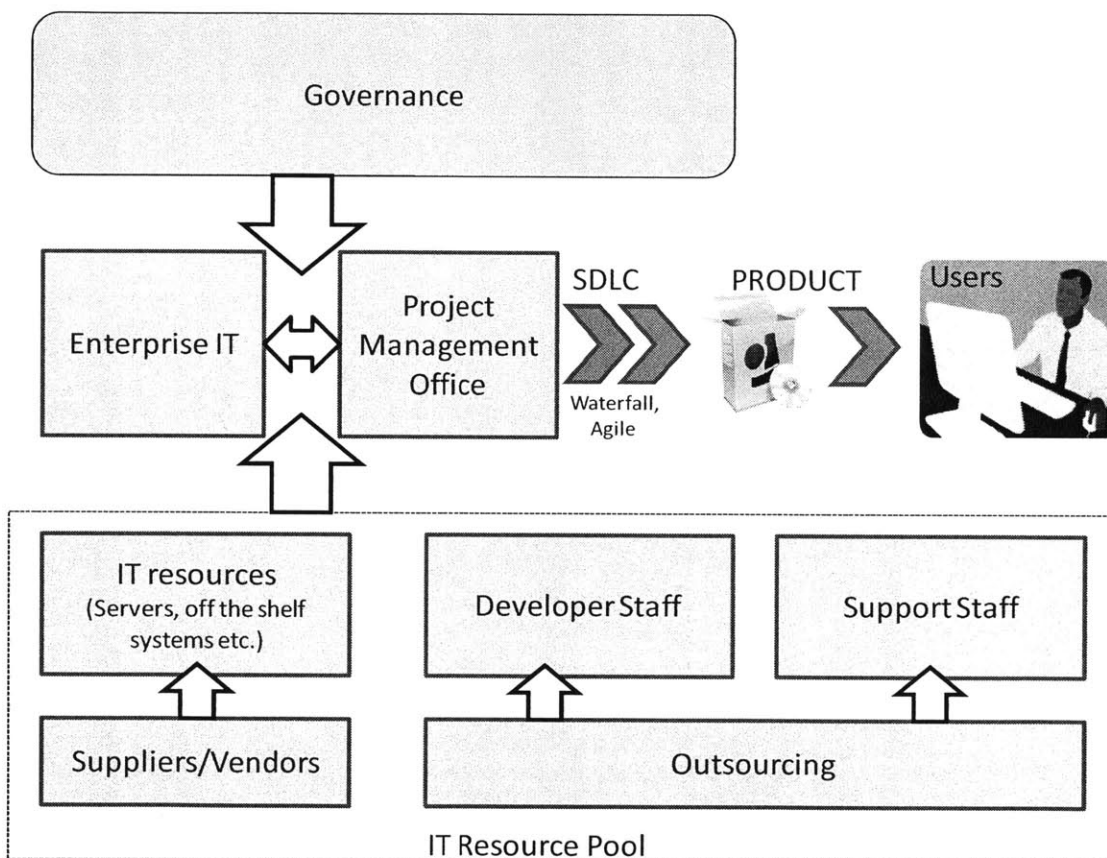 Governance
Enterprise IT
Project
Management
Office
SDLC
Waterfall,
Agile
PRODUCT
Users
IT resources
(Servers, off the shelf
systems etc.)
Developer Staff
Support Staff
Suppliers/Vendors
Outsourcing
IT Resource Pool